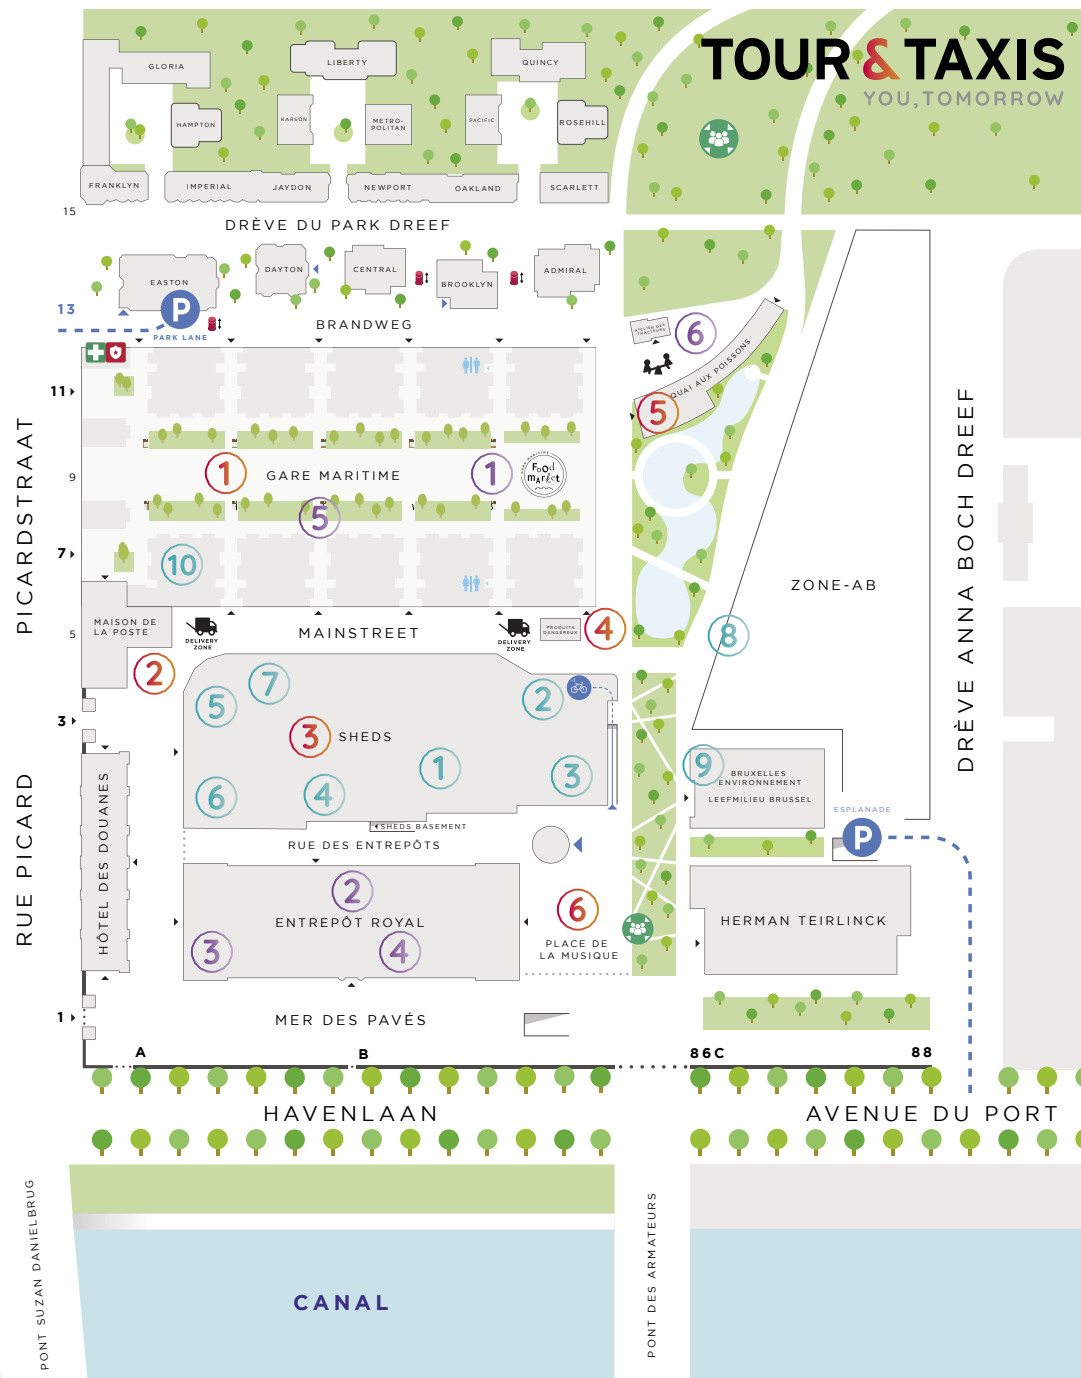 TOUR & TAXIS
YOU, TOMORROW
GLORIA
LIBERTY
QUINCY
HAMPTON
KARSON
METRO-
POLITAN
PACIFIC
ROSEHILL
FRANKLYN
IMPERIAL
JAYDON
NEWPORT
OAKLAND
SCARLETT
15
DRÈVE DU PARK DREEF
EASTON
DAYTON
CENTRAL
BROOKLYN
ADMIRAL
13
P
PARK LANE
BRANDWEG
ATELIER DES
TRACTEURS
6
QUAI AUX POISSONS
5
11
PICARDSTRAAT
9
1
GARE MARITIME
1
GARE MARITIME
Food
market
5
7
10
ZONE-AB
DRÈVE ANNA BOCH DREEF
MAISON DE
LA POSTE
5
DELIVERY
ZONE
MAINSTREET
DELIVERY
ZONE
PRODUITS
DANGEREUX
4
8
2
7
5
2
3
3
SHEDS
1
3
6
4
9
BRUXELLES
ENVIRONNEMENT
LEEFMILIEU BRUSSEL
RUE PICARD
HÔTEL DES DOUANES
SHEDS BASEMENT
RUE DES ENTREPÔTS
ESPLANADE
P
2
ENTREPÔT ROYAL
3
4
6
PLACE DE
LA MUSIQUE
HERMAN TEIRLINCK
1
MER DES PAVÉS
A
B
86C
88
HAVENLAAN
AVENUE DU PORT
PONT SUZAN DANIELBRUG
CANAL
PONT DES ARMATEURS